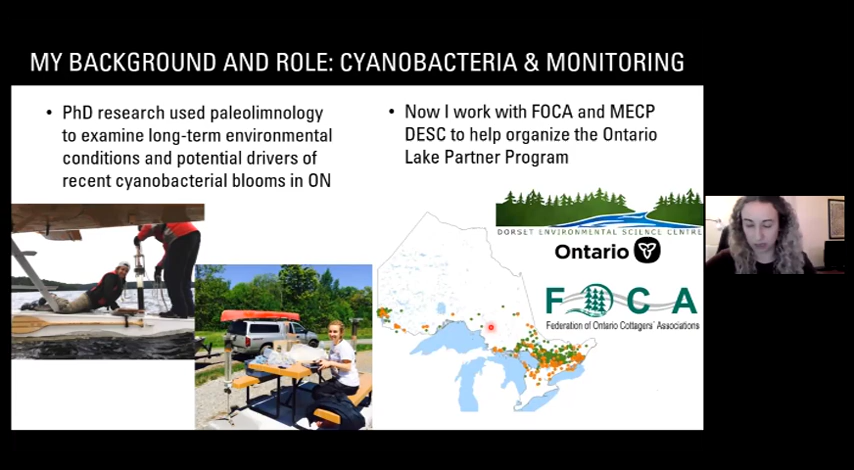 MY BACKGROUND AND ROLE: CYANOBACTERIA & MONITORING
• PhD research used paleolimnology
to examine long-term environmental
conditions and potential drivers of
recent cyanobacterial blooms in ON
• Now I work with FOCA and MECP
DESC to help organize the Ontario
Lake Partner Program
DORSET ENVIRONMENTAL SCIENCE CENTRE
Ontario
FOCA
Federation of Ontario Cottagers' Associations